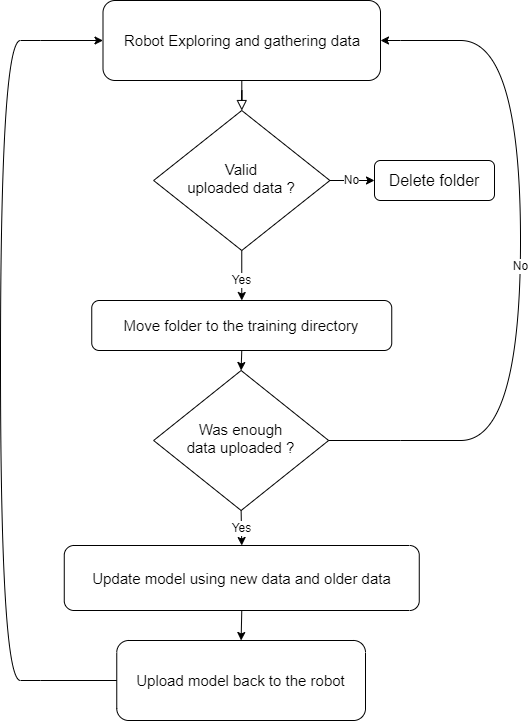 Robot Exploring and gathering data
Valid
uploaded data ?
No
Delete folder
Yes
No
Move folder to the training directory
Was enough
data uploaded ?
Yes
Update model using new data and older data
Upload model back to the robot